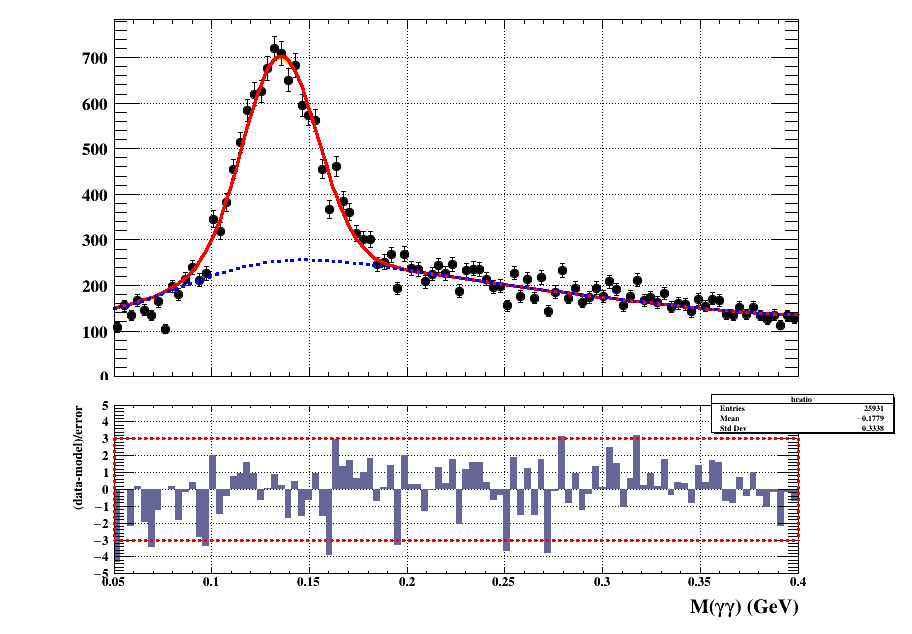 700
600
500
400
300
200
100
0
(data-model)/error
5
4
3
2
1
0
−1
−2
−3
−4
−5
hratio
Entries 25931
Mean −0.1779
Std Dev 0.3338
0.05 0.1 0.15 0.2 0.25 0.3 0.35 0.4
M(γγ) (GeV)